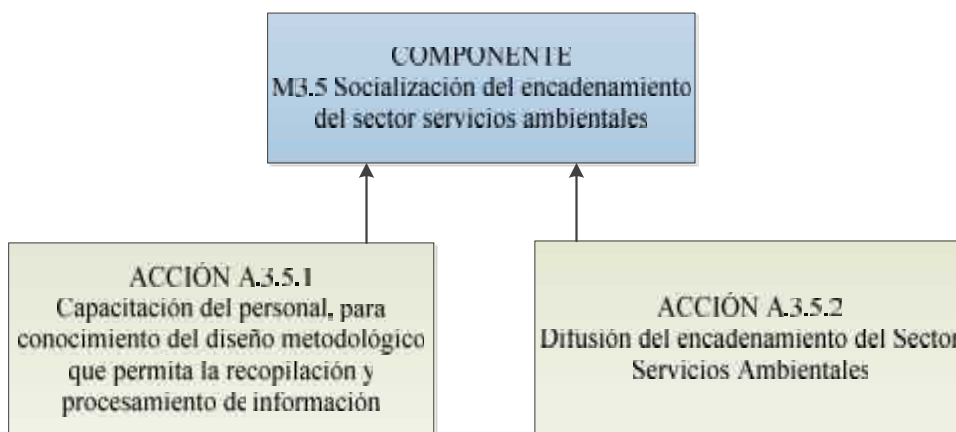 COMPONENTE
M3.5 Socialización del encadenamiento
del sector servicios ambientales
ACCIÓN A.3.5.1
Capacitación del personal, para
conocimiento del diseño metodológico
que permita la recopilación y
procesamiento de información
ACCIÓN A.3.5.2
Difusión del encadenamiento del Sector
Servicios Ambientales